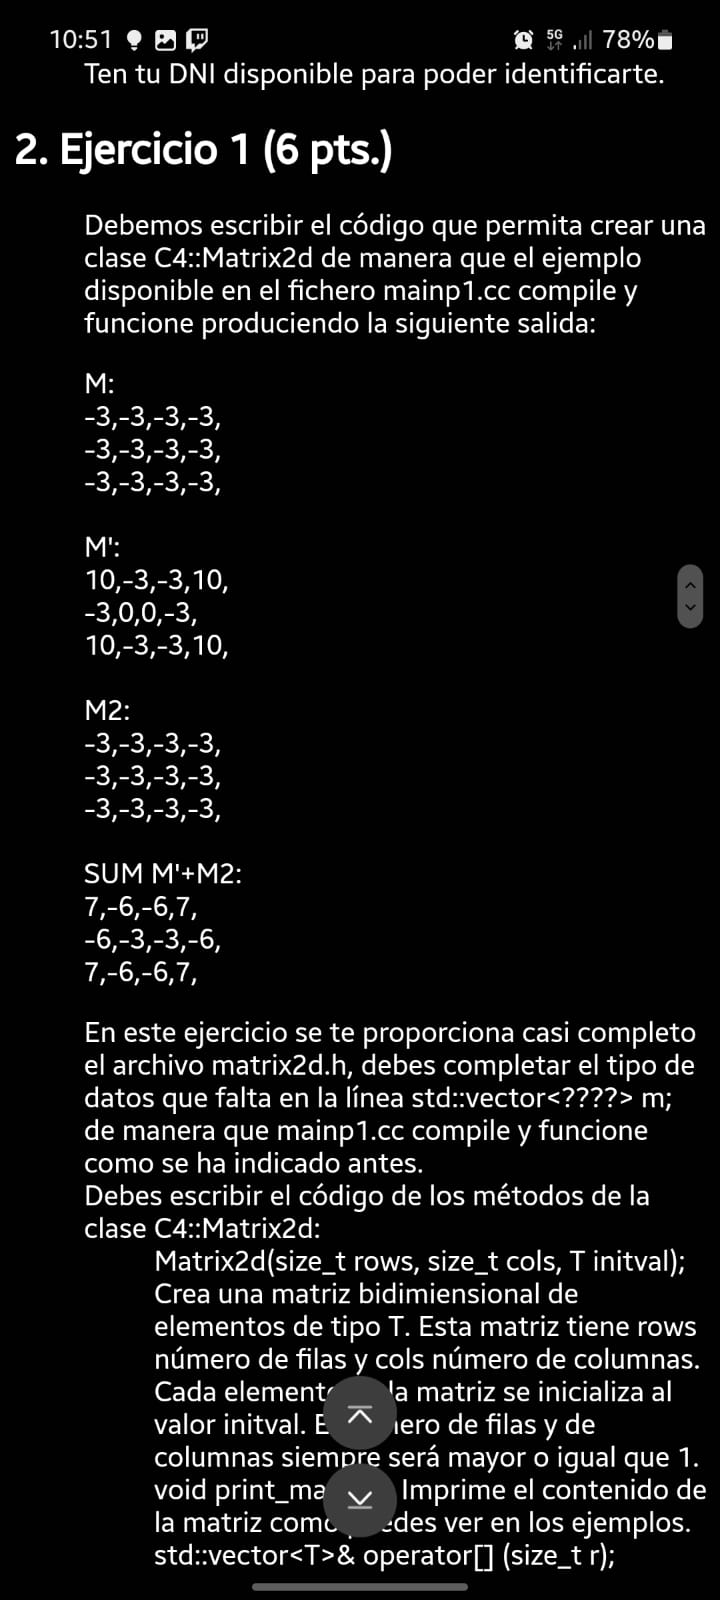 10:51 5G 78%
Ten tu DNI disponible para poder identificarte.
2. Ejercicio 1 (6 pts.)
Debemos escribir el código que permita crear una
clase C4::Matrix2d de manera que el ejemplo
disponible en el fichero mainp1.cc compile y
funcione produciendo la siguiente salida:
M:
-3,-3,-3,-3,
-3,-3,-3,-3,
-3,-3,-3,-3,
M':
10,-3,-3,10,
-3,0,0,-3,
10,-3,-3,10,
M2:
-3,-3,-3,-3,
-3,-3,-3,-3,
-3,-3,-3,-3,
SUM M'+M2:
7,-6,-6,7,
-6,-3,-3,-6,
7,-6,-6,7,
En este ejercicio se te proporciona casi completo
el archivo matrix2d.h, debes completar el tipo de
datos que falta en la línea std::vector<????> m;
de manera que mainp1.cc compile y funcione
como se ha indicado antes.
Debes escribir el código de los métodos de la
clase C4::Matrix2d:
Matrix2d(size_t rows, size_t cols, T initval);
Crea una matriz bidimiensional de
elementos de tipo T. Esta matriz tiene rows
número de filas y cols número de columnas.
Cada la matriz se inicializa al
valor initval. de filas y de
columnas siempre será mayor o igual que 1.
void Imprime el contenido de
la matriz en los ejemplos.
std::vector<T>& operator[] (size_t r);